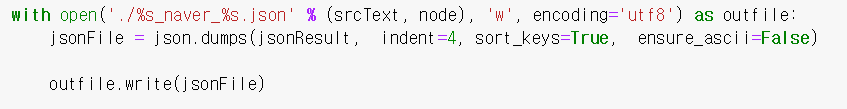 with open('./%s_naver_%s.json' % (srcText, node), 'w', encoding='utf8') as outfile:
    jsonFile = json.dumps(jsonResult,  indent=4, sort_keys=True,  ensure_ascii=False)
    outfile.write(jsonFile)